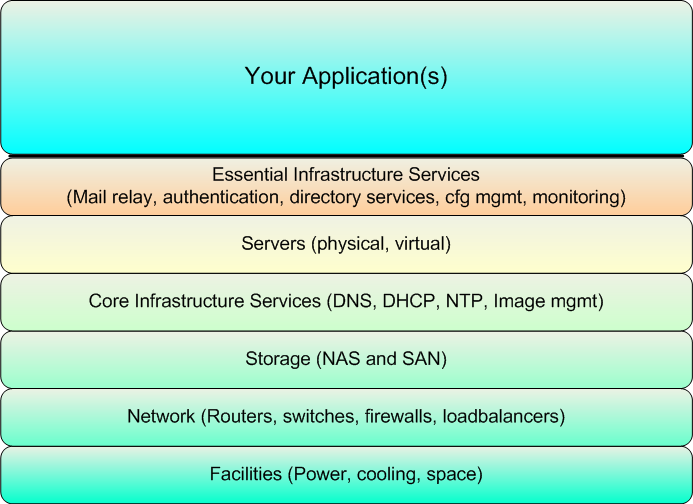 Your Application(s)
Essential Infrastructure Services
(Mail relay, authentication, directory services, cfg mgmt, monitoring)
Servers (physical, virtual)
Core Infrastructure Services (DNS, DHCP, NTP, Image mgmt)
Storage (NAS and SAN)
Network (Routers, switches, firewalls, loadbalancers)
Facilities (Power, cooling, space)